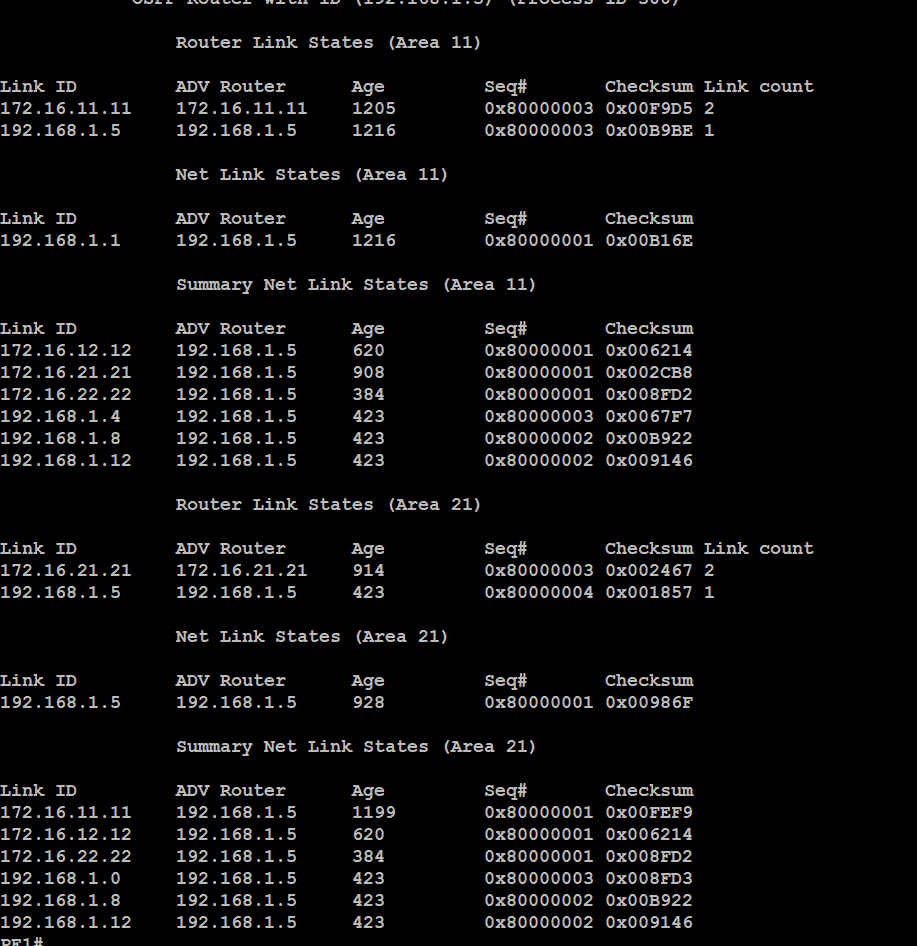 OSPF Router with ID (192.168.1.5) (Process ID 300)
Router Link States (Area 11)
Link ID ADV Router Age Seq# Checksum Link count
172.16.11.11 172.16.11.11 1205 0x80000003 0x00F9D5 2
192.168.1.5 192.168.1.5 1216 0x80000003 0x00B9BE 1
Net Link States (Area 11)
Link ID ADV Router Age Seq# Checksum
192.168.1.1 192.168.1.5 1216 0x80000001 0x00B16E
Summary Net Link States (Area 11)
Link ID ADV Router Age Seq# Checksum
172.16.12.12 192.168.1.5 620 0x80000001 0x006214
172.16.21.21 192.168.1.5 908 0x80000001 0x002CB8
172.16.22.22 192.168.1.5 384 0x80000001 0x008FD2
192.168.1.4 192.168.1.5 423 0x80000003 0x0067F7
192.168.1.8 192.168.1.5 423 0x80000002 0x00B922
192.168.1.12 192.168.1.5 423 0x80000002 0x009146
Router Link States (Area 21)
Link ID ADV Router Age Seq# Checksum Link count
172.16.21.21 172.16.21.21 914 0x80000003 0x002467 2
192.168.1.5 192.168.1.5 423 0x80000004 0x001857 1
Net Link States (Area 21)
Link ID ADV Router Age Seq# Checksum
192.168.1.5 192.168.1.5 928 0x80000001 0x00986F
Summary Net Link States (Area 21)
Link ID ADV Router Age Seq# Checksum
172.16.11.11 192.168.1.5 1199 0x80000001 0x00FEF9
172.16.12.12 192.168.1.5 620 0x80000001 0x006214
172.16.22.22 192.168.1.5 384 0x80000001 0x008FD2
192.168.1.0 192.168.1.5 423 0x80000003 0x008FD3
192.168.1.8 192.168.1.5 423 0x80000002 0x00B922
192.168.1.12 192.168.1.5 423 0x80000002 0x009146
PE1#